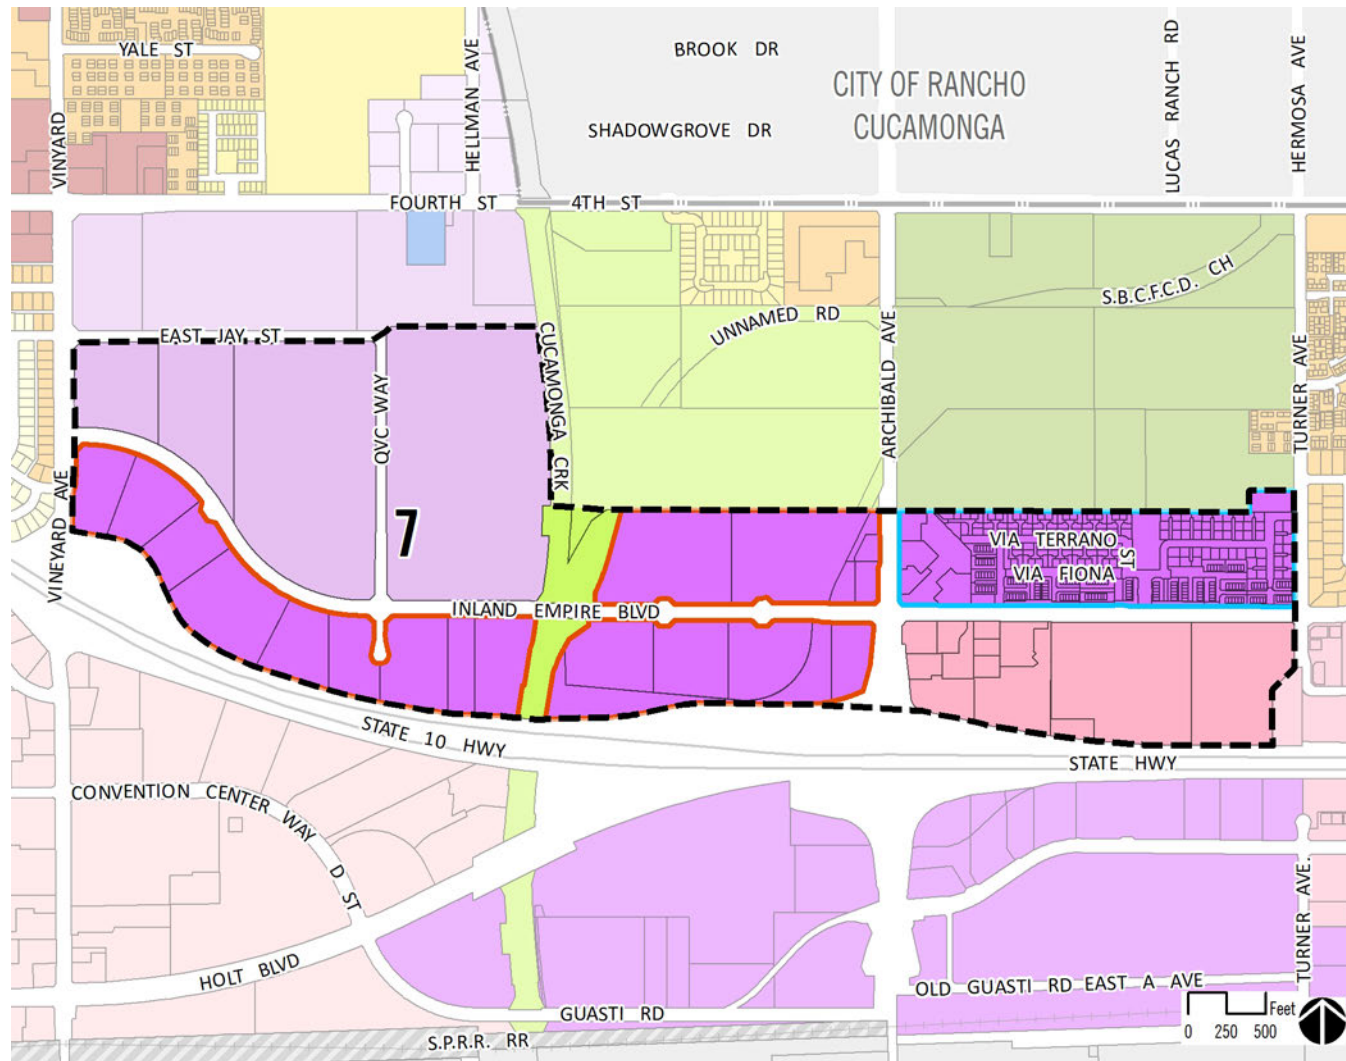 YALE ST
HELLMAN AVE
BROOK DR
LUCAS RANCH RD
HERMOSA AVE
CITY OF RANCHO
CUCAMONGA
VINYARD
SHADOWGROVE DR
FOURTH ST
4TH ST
S.B.C.F.C.D. CH
UNNAMED RD
EAST JAY ST
CUCAMONGA CRK
ARCHIBALD AVE
TURNER AVE
QVC WAY
VINEYARD AVE
7
VIA TERRANO
ST
VIA FIONA
INLAND EMPIRE BLVD
STATE 10 HWY
STATE HWY
CONVENTION CENTER WAY
D ST
TURNER AVE.
HOLT BLVD
OLD GUASTI RD EAST A AVE
GUASTI RD
S.P.R.R. RR
Feet
0 250 500